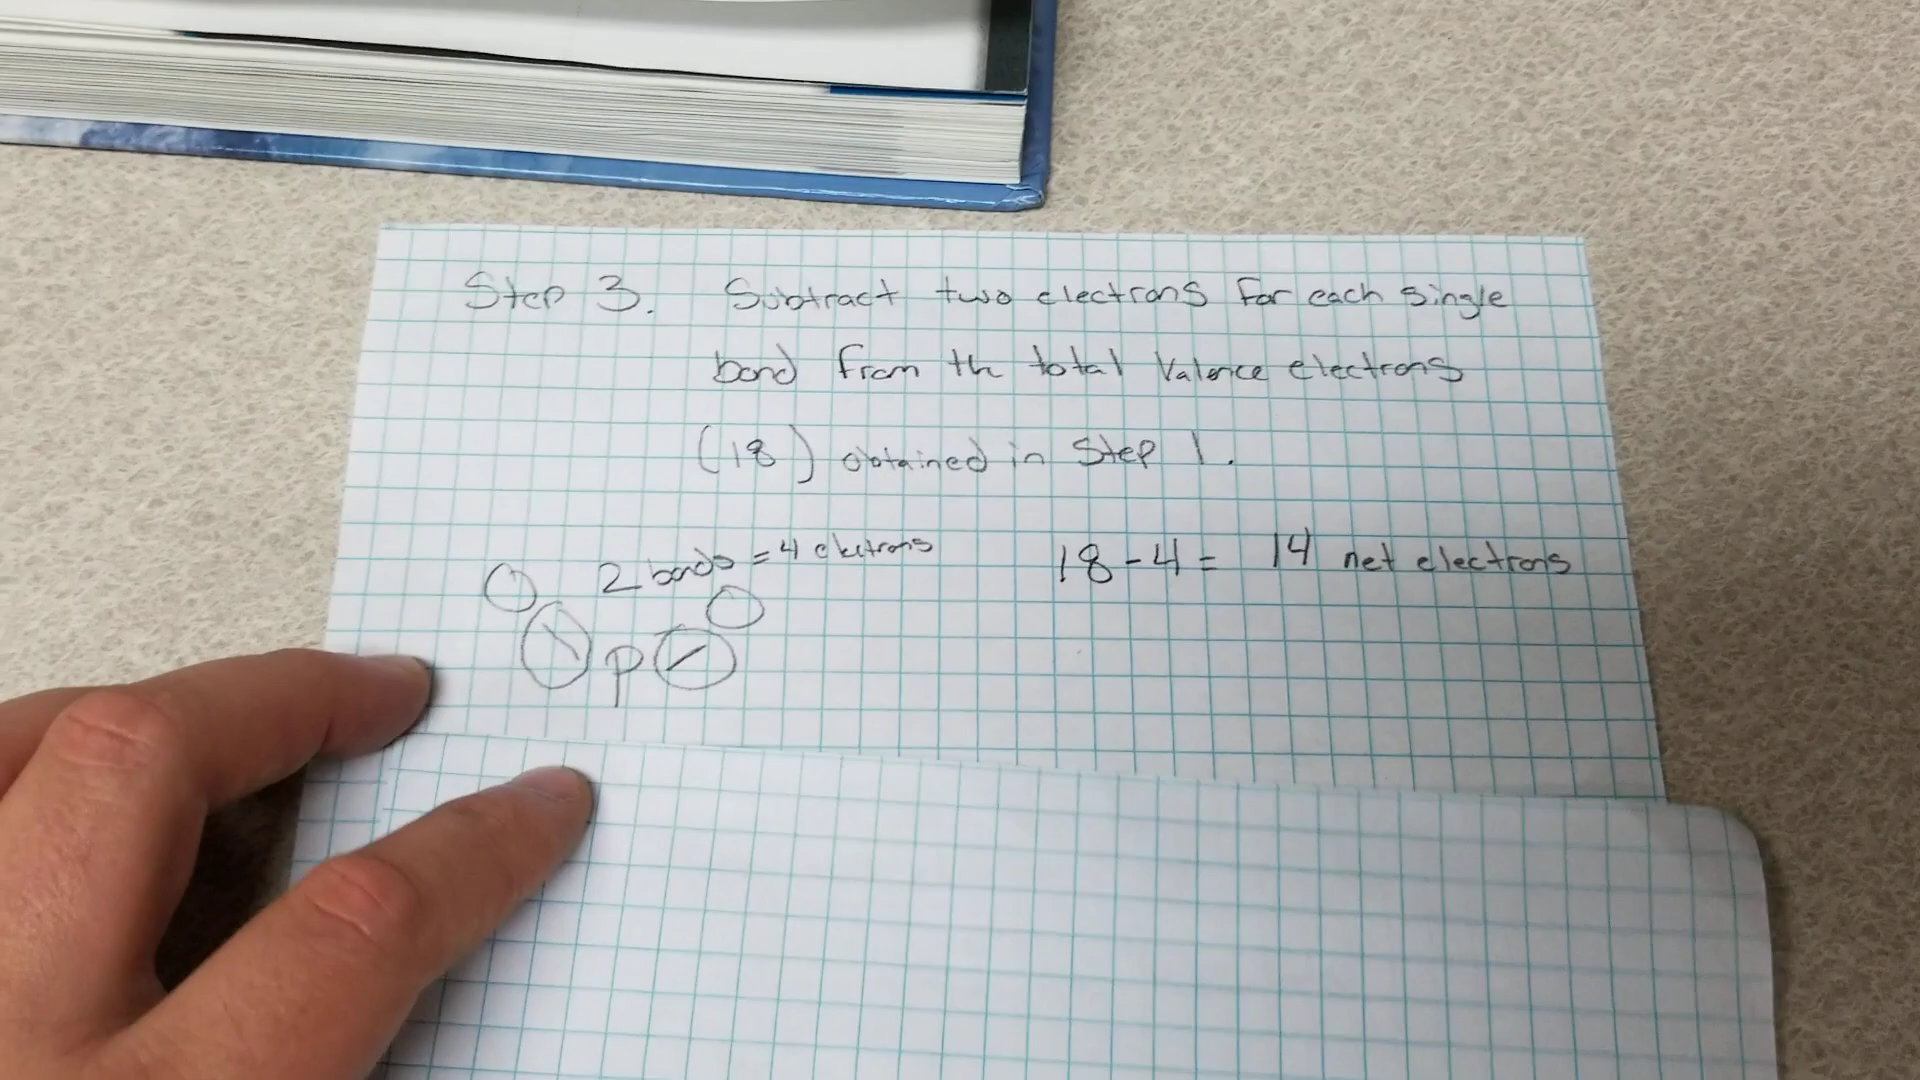 Step 3. Subtract two electrons for each single
bond from the total valence electrons
(18) obtained in Step 1.
2 bonds = 4 electrons
18-4 = 14 net electrons
O O
P